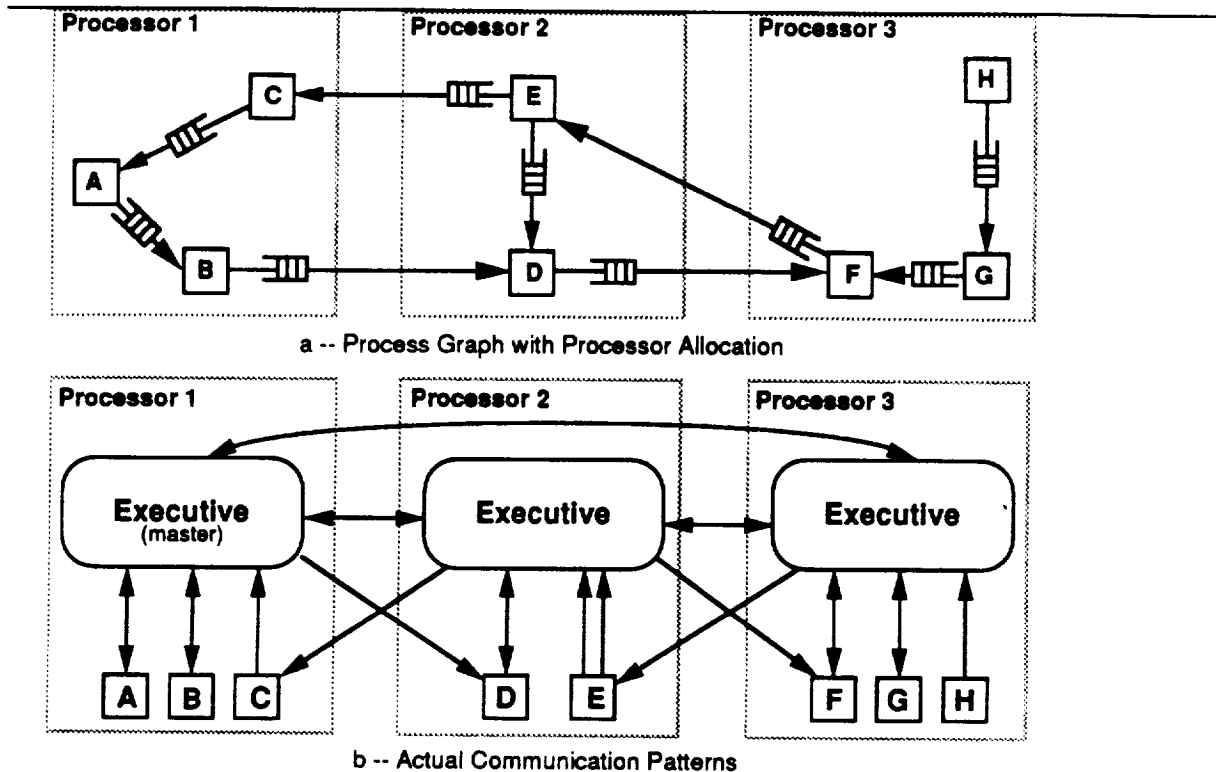 Processor 1
Processor 2
Processor 3
H
C
E
A
B
D
F
G
a -- Process Graph with Processor Allocation
Processor 1
Processor 2
Processor 3
Executive
(master)
Executive
Executive
A
B
C
D
E
F
G
H
b -- Actual Communication Patterns